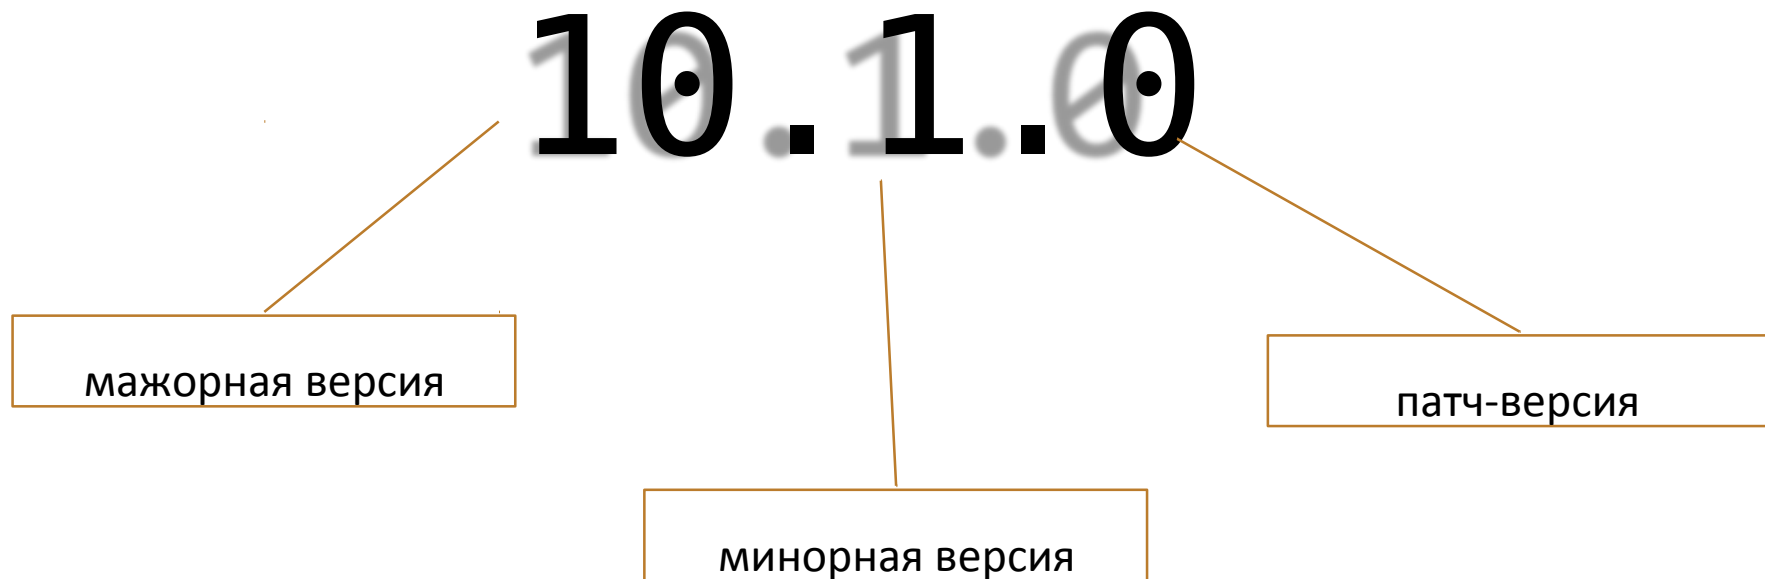 10.1.0
мажорная версия
патч-версия
минорная версия